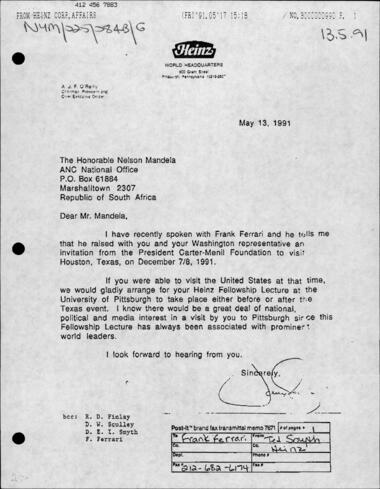 412 456 7883
FROM HEINZ CORP. AFFAIRS (FRI) '91. 05' 17 15:18 / NO. 3000000990 P. 1
N4M/225/284B/G
13.5.91
Heinz
WORLD HEADQUARTERS
600 Grant Street
Pittsburgh, Pennsylvania
A. J. F. O'Reilly
Chairman, President and
Chief Executive Officer
May 13, 1991
The Honorable Nelson Mandela
ANC National Office
P.O. Box 61884
Marshalltown 2307
Republic of South Africa
Dear Mr. Mandela,
I have recently spoken with Frank Ferrari and he tells me
that he raised with you and your Washington representative an
invitation from the President Carter-Menil Foundation to visit
Houston, Texas, on December 7/8, 1991.
If you were able to visit the United States at that time,
we would gladly arrange for your Heinz Fellowship Lecture at the
University of Pittsburgh to take place either before or after the
Texas event. I know there would be a great deal of national,
political and media interest in a visit by you to Pittsburgh since this
Fellowship Lecture has always been associated with prominent
world leaders.
I look forward to hearing from you.
Sincerely,
bcc: R. D. Finlay
D. W. Sculley
D. E. I. Smyth
F. Ferrari
Post-it™ brand fax transmittal memo 7671 # of pages ▸ 1
To Frank Ferrari From Ted Smyth
Co. Co. Heinz
Dept. Phone #
Fax # 212-682-6174 Fax #